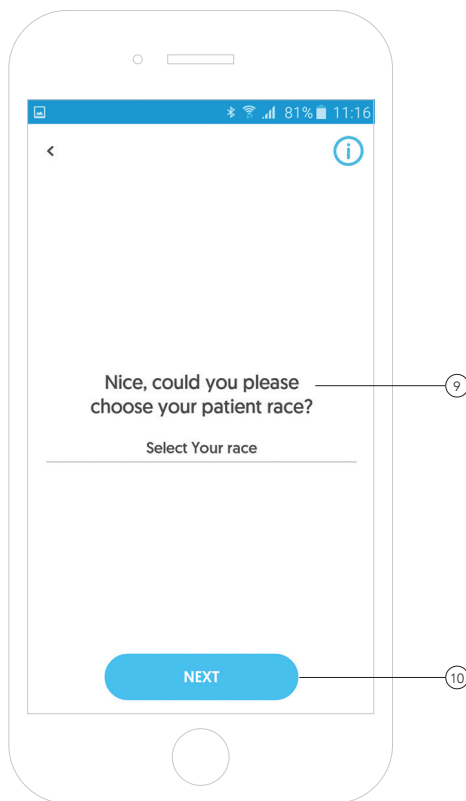 81% 11:16
i
Nice, could you please
choose your patient race?
9
Select Your race
NEXT
10